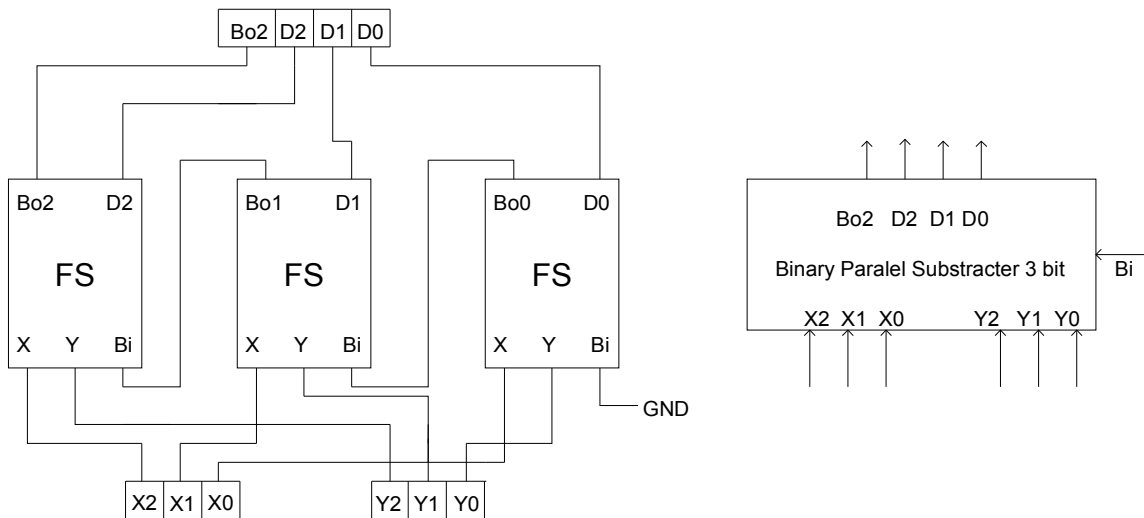 Bo2 D2 D1 D0
Bo2 D2
FS
X Y Bi
Bo1 D1
FS
X Y Bi
Bo0 D0
FS
X Y Bi
GND
X2 X1 X0
Y2 Y1 Y0
Bo2 D2 D1 D0
Binary Paralel Substracter 3 bit
Bi
X2 X1 X0
Y2 Y1 Y0